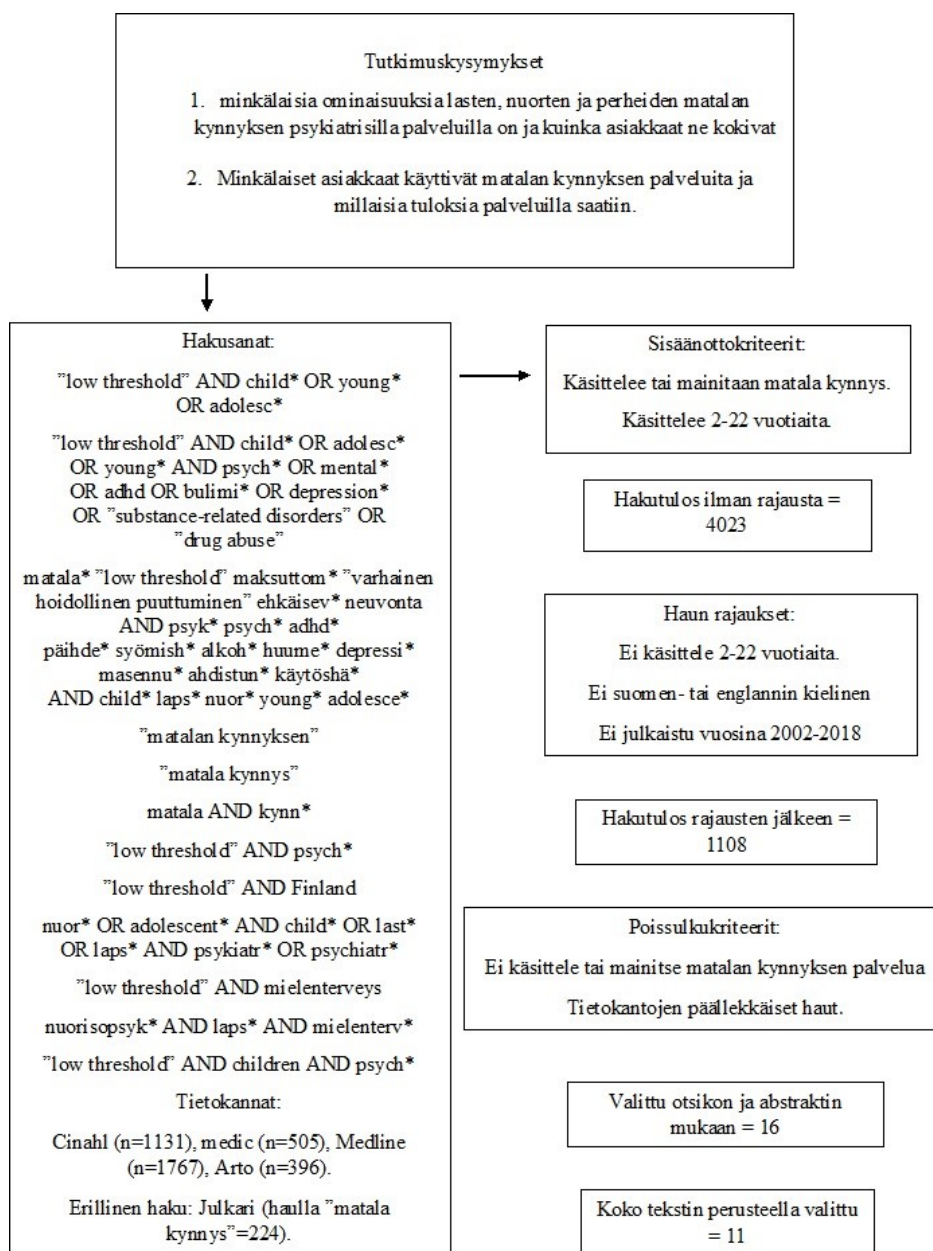 Tutkimuskysymykset
1. minkälaisia ominaisuuksia lasten, nuorten ja perheiden matalan
kynnyksen psykiatrisilla palveluilla on ja kuinka asiakkaat ne kokivat
2. Minkälaiset asiakkaat käyttivät matalan kynnyksen palveluita ja
millaisia tuloksia palveluilla saatiin.
Hakusanat:
”low threshold” AND child* OR young*
OR adolesc*
”low threshold” AND child* OR adolesc*
OR young* AND psych* OR mental*
OR adhd OR bulimi* OR depression*
OR ”substance-related disorders” OR
”drug abuse”
matala* ”low threshold” maksuttom* ”varhainen
hoidollinen puuttuminen” ehkäisev* neuvonta
AND psyk* psych* adhd*
päihde* syömish* alkoh* huume* depressi*
masennu* ahdistun* käytöshä*
AND child* laps* nuor* young* adolesce*
”matalan kynnyksen”
”matala kynnys”
matala AND kynn*
”low threshold” AND psych*
”low threshold” AND Finland
nuor* OR adolescent* AND child* OR last*
OR laps* AND psykiatr* OR psychiatr*
”low threshold” AND mielenterveys
nuorisopsyk* AND laps* AND mielenterv*
”low threshold” AND children AND psych*
Tietokannat:
Cinahl (n=1131), medic (n=505), Medline
(n=1767), Arto (n=396).
Erillinen haku: Julkari (haulla ”matala
kynnys”=224).
Sisäänottokriteerit:
Käsittelee tai mainitaan matala kynnys.
Käsittelee 2-22 vuotiaita.
Hakutulos ilman rajausta =
4023
Haun rajaukset:
Ei käsittele 2-22 vuotiaita.
Ei suomen- tai englannin kielinen
Ei julkaistu vuosina 2002-2018
Hakutulos rajausten jälkeen =
1108
Poissulkukriteerit:
Ei käsittele tai mainitse matalan kynnyksen palvelua
Tietokantojen päällekkäiset haut.
Valittu otsikon ja abstraktin
mukaan = 16
Koko tekstin perusteella valittu
= 11